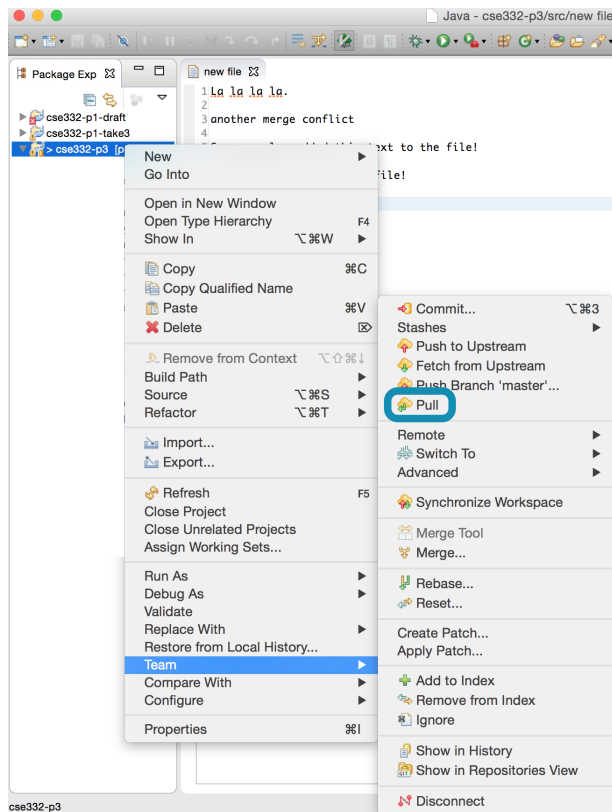 Java - cse332-p3/src/new file
Package Exp
new file
1 La la la la.
2
3 another merge conflict
4
cse332-p1-draft
cse332-p1-take3
> cse332-p3 [p
text to the file!
file!
New
Go Into
Open in New Window
Open Type Hierarchy F4
Show In ⌥⌘W
Copy ⌘C
Copy Qualified Name
Paste ⌘V
Delete ⌦
Remove from Context ⌥⇧⌘↓
Build Path
Source ⌥⌘S
Refactor ⌥⌘T
Import...
Export...
Refresh F5
Close Project
Close Unrelated Projects
Assign Working Sets...
Run As
Debug As
Validate
Replace With
Restore from Local History...
Team
Compare With
Configure
Properties ⌘I
Commit... ⌥⌘3
Stashes
Push to Upstream
Fetch from Upstream
Push Branch 'master'...
Pull
Remote
Switch To
Advanced
Synchronize Workspace
Merge Tool
Merge...
Rebase...
Reset...
Create Patch...
Apply Patch...
Add to Index
Remove from Index
Ignore
Show in History
Show in Repositories View
Disconnect
cse332-p3